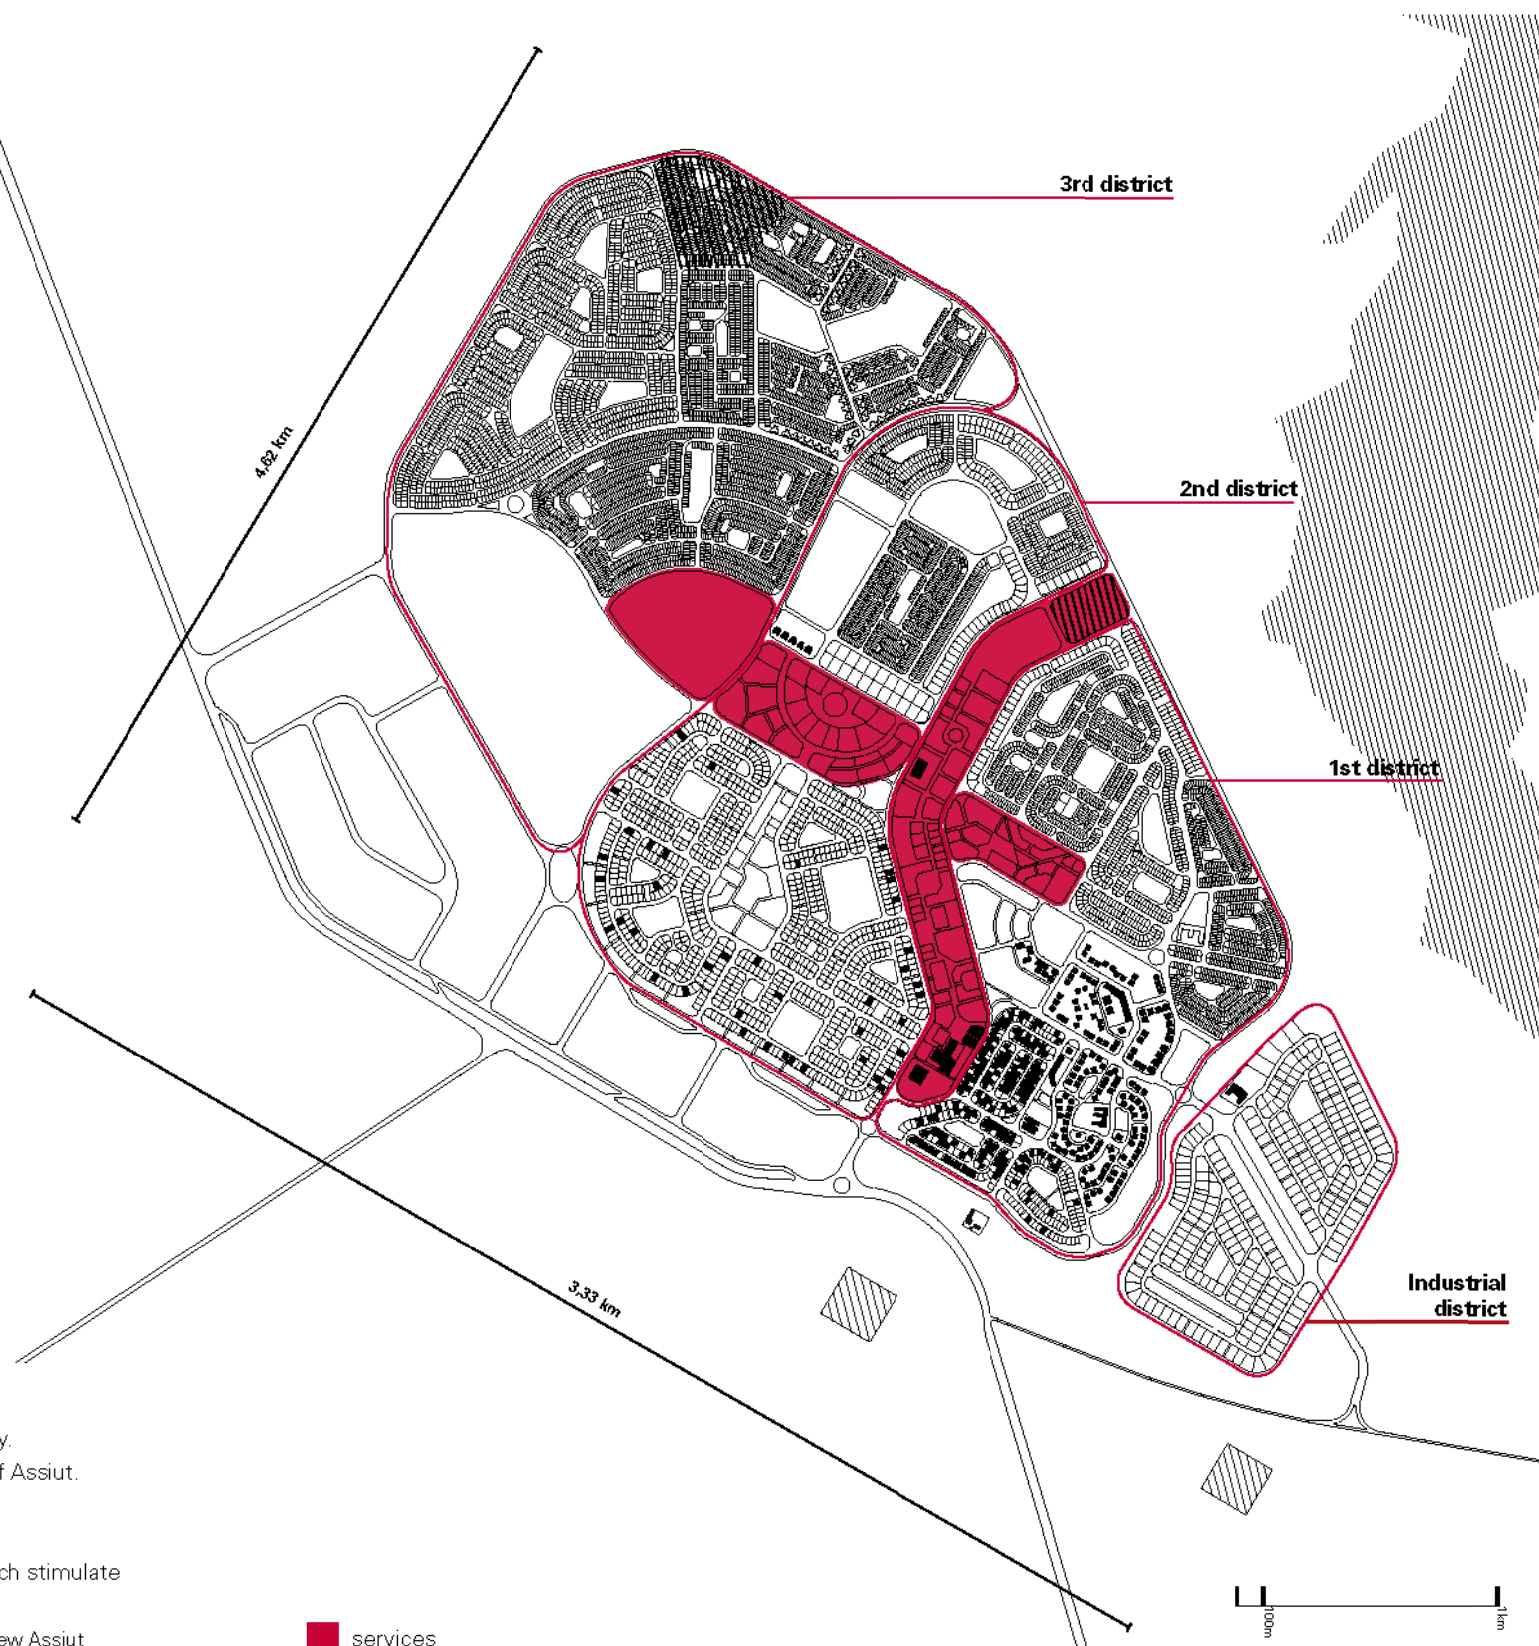 3rd district
4,62 km
2nd district
1st district
Industrial
district
3,33 km
y.
f Assiut.
ch stimulate
ew Assiut
services
100m
1km